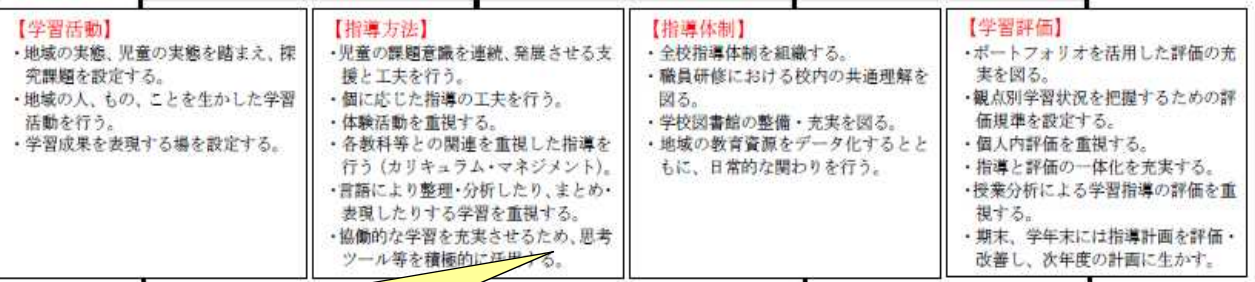 【学習活動】
・地域の実態、児童の実態を踏まえ、探
究課題を設定する。
・地域の人、もの、ことを生かした学習
活動を行う。
・学習成果を表現する場を設定する。
【指導方法】
・児童の課題意識を連続、発展させる支
援と工夫を行う。
・個に応じた指導の工夫を行う。
・体験活動を重視する。
・各教科等との関連を重視した指導を
行う（カリキュラム・マネジメント）。
・言語により整理・分析したり、まとめ・
表現したりする学習を重視する。
・協働的な学習を充実させるため、思考
ツール等を積極的に活用する。
【指導体制】
・全校指導体制を組織する。
・職員研修における校内の共通理解を
図る。
・学校図書館の整備・充実を図る。
・地域の教育資源をデータ化するとと
もに、日常的な関わりを行う。
【学習評価】
・ポートフォリオを活用した評価の充
実を図る。
・観点別学習状況を把握するための評
価規準を設定する。
・個人内評価を重視する。
・指導と評価の一体化を充実する。
・授業分析による学習指導の評価を重
視する。
・期末、学年末には指導計画を評価・
改善し、次年度の計画に生かす。